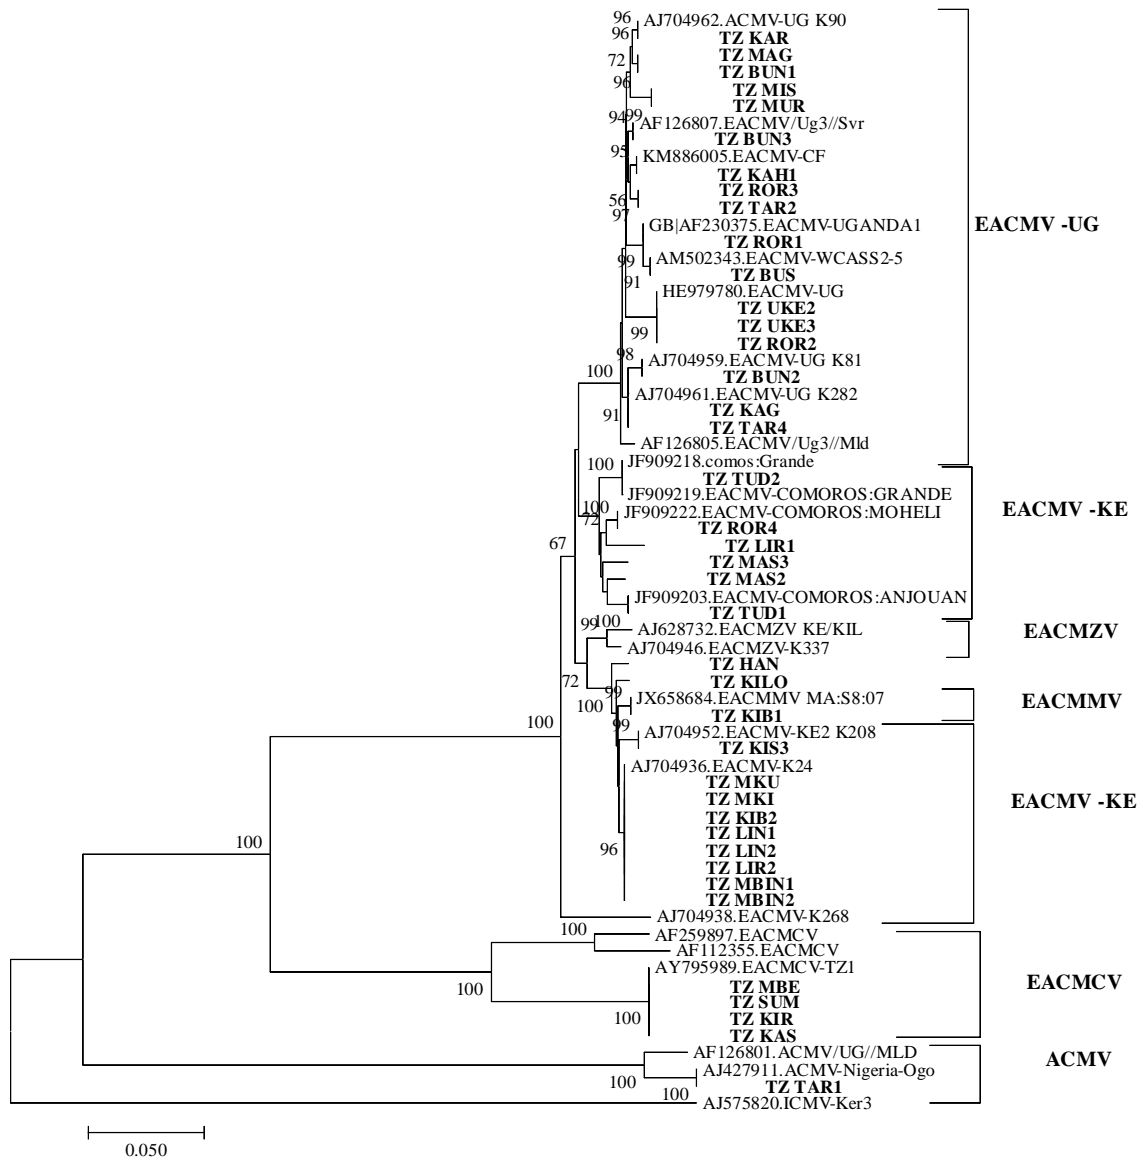 96
AJ704962.ACMV-UG K90
96
TZ KAR
TZ MAG
72
TZ BUN1
96
TZ MIS
TZ MUR
94
99
AF126807.EACMV/Ug3//Svr
TZ BUN3
95
KM886005.EACMV-CF
TZ KAH1
TZ ROR3
56
TZ TAR2
97
GB|AF230375.EACMV-UGANDA1
EACMV -UG
TZ ROR1
99
AM502343.EACMV-WCASS2-5
TZ BUS
91
HE979780.EACMV-UG
TZ UKE2
TZ UKE3
99
TZ ROR2
98
AJ704959.EACMV-UG K81
100
TZ BUN2
AJ704961.EACMV-UG K282
91
TZ KAG
TZ TAR4
AF126805.EACMV/Ug3//Mld
100
JF909218.comos:Grande
TZ TUD2
JF909219.EACMV-COMOROS:GRANDE
EACMV -KE
100
72
JF909222.EACMV-COMOROS:MOHELI
TZ ROR4
67
TZ LIR1
TZ MAS3
TZ MAS2
JF909203.EACMV-COMOROS:ANJOUAN
TZ TUD1
99
100
AJ628732.EACMZV KE/KIL
EACMZV
AJ704946.EACMZV-K337
TZ HAN
72
TZ KILO
99
100
JX658684.EACMMV MA:S8:07
EACMMV
TZ KIB1
100
99
AJ704952.EACMV-KE2 K208
TZ KIS3
AJ704936.EACMV-K24
TZ MKU
TZ MKI
EACMV -KE
TZ KIB2
TZ LIN1
100
96
TZ LIN2
TZ LIR2
TZ MBIN1
TZ MBIN2
AJ704938.EACMV-K268
100
AF259897.EACMCV
AF112355.EACMCV
AY795989.EACMCV-TZ1
EACMCV
100
TZ MBE
TZ SUM
100
TZ KIR
TZ KAS
AF126801.ACMV/UG//MLD
ACMV
AJ427911.ACMV-Nigeria-Ogo
100
TZ TAR1
100
AJ575820.ICMV-Ker3
0.050